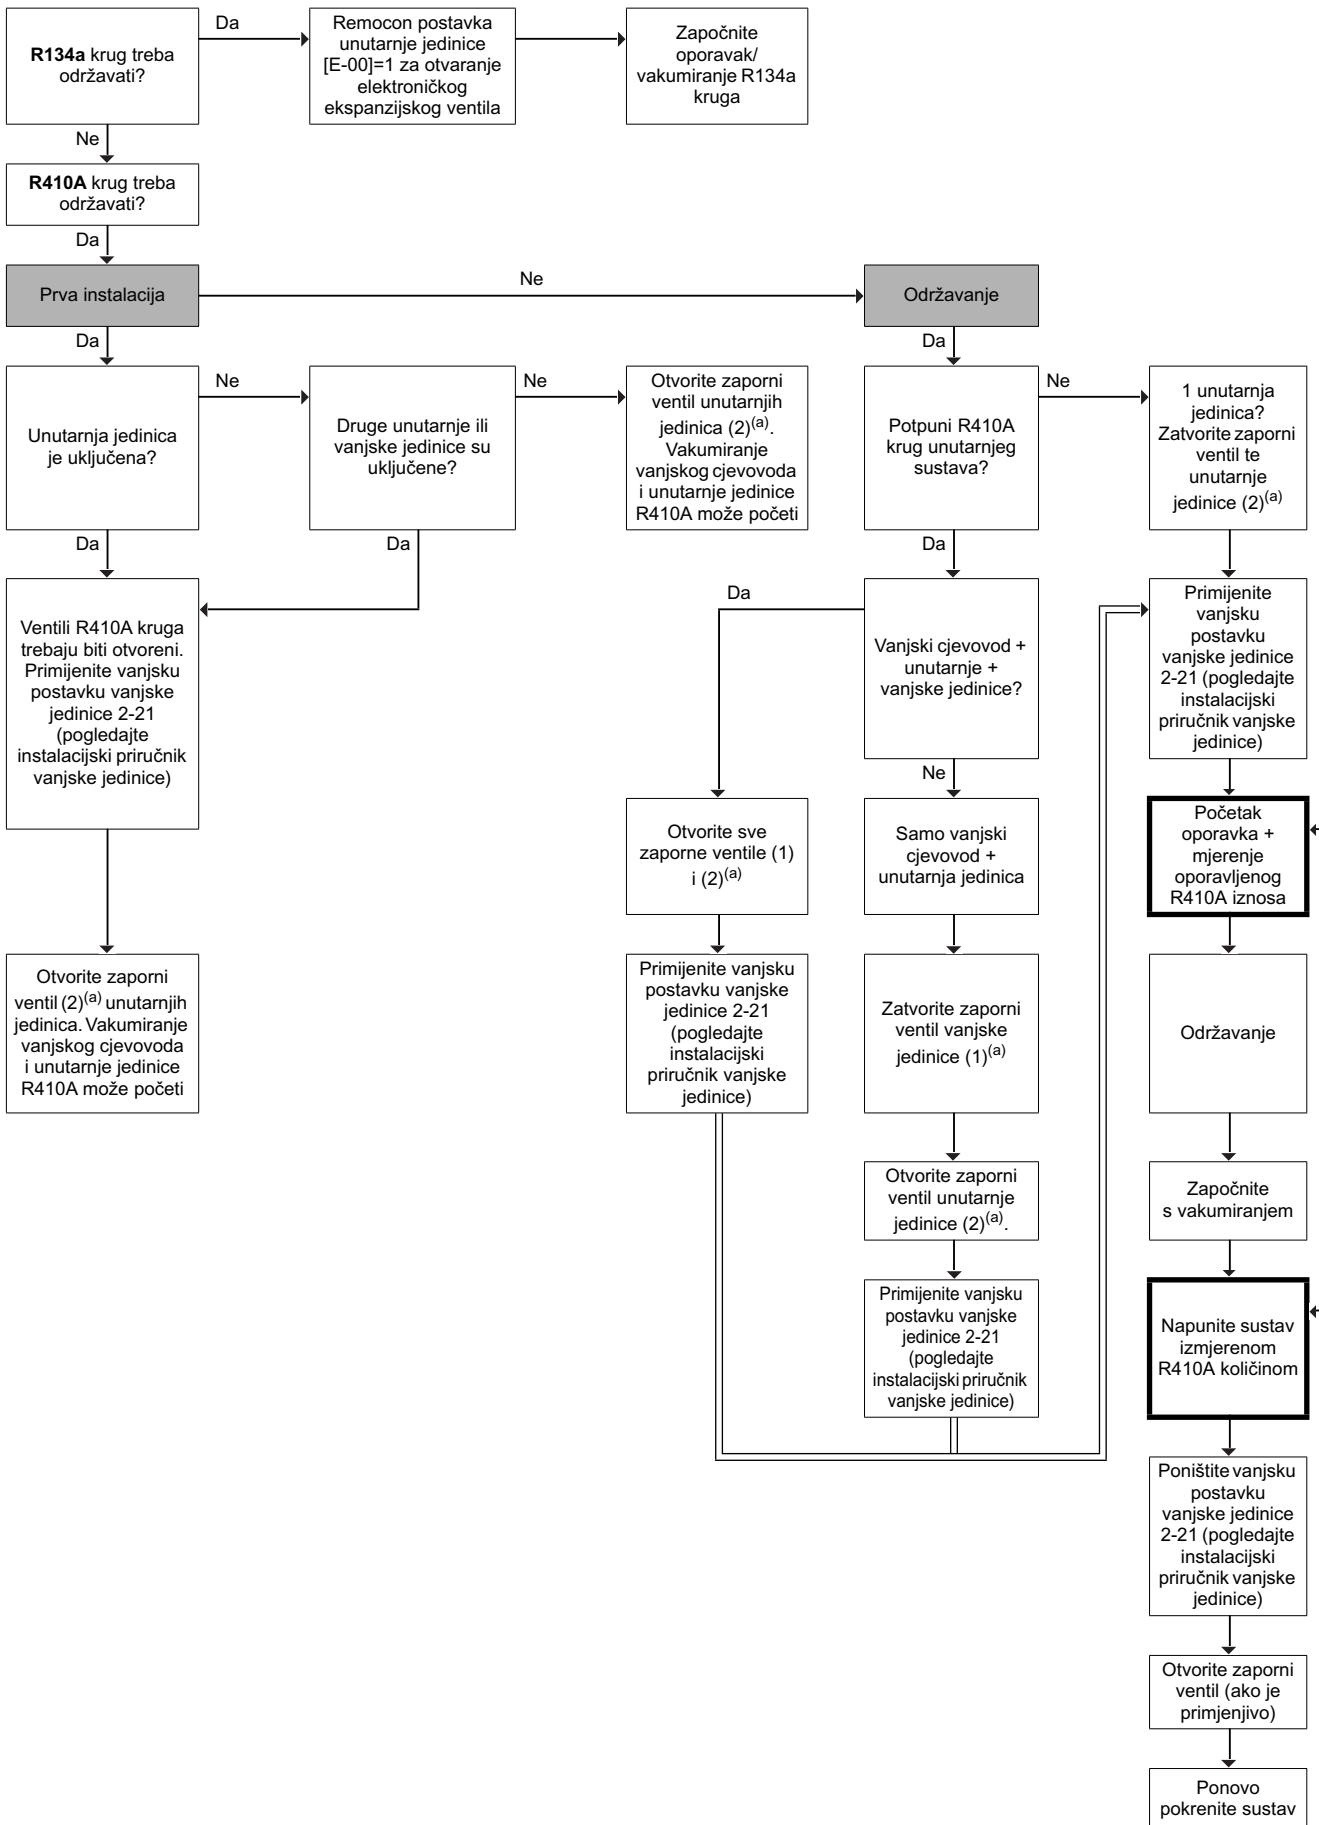 R134a krug treba
održavati?
Da
Remocon postavka
unutarnje jedinice
[E-00]=1 za otvaranje
elektroničkog
ekspanzijskog ventila
Započnite
oporavak/
vakumiranje R134a
kruga
Ne
R410A krug treba
održavati?
Da
Prva instalacija
Ne
Održavanje
Da
Da
Unutarnja jedinica
je uključena?
Ne
Druge unutarnje ili
vanjske jedinice su
uključene?
Ne
Otvorite zaporni
ventil unutarnjih
jedinica (2)(a).
Vakumiranje
vanjskog cjevovoda
i unutarnje jedinice
R410A može početi
Potpuni R410A
krug unutarnjeg
sustava?
Ne
1 unutarnja
jedinica?
Zatvorite zaporni
ventil te
unutarnje
jedinice (2)(a)
Da
Da
Da
Ventili R410A kruga
trebaju biti otvoreni.
Primijenite vanjsku
postavku vanjske
jedinice 2-21
(pogledajte
instalacijski priručnik
vanjske jedinice)
Da
Vanjski cjevovod +
unutarnje +
vanjske jedinice?
Primijenite
vanjsku
postavku
vanjske jedinice
2-21 (pogledajte
instalacijski
priručnik vanjske
jedinice)
Ne
Otvorite sve
zaporne ventile (1)
i (2)(a)
Samo vanjski
cjevovod +
unutarnja jedinica
Početak
oporavka +
mjerenje
oporavljenog
R410A iznosa
Otvorite zaporni
ventil (2)(a) unutarnjih
jedinica. Vakumiranje
vanjskog cjevovoda
i unutarnje jedinice
R410A može početi
Primijenite vanjsku
postavku vanjske
jedinice 2-21
(pogledajte
instalacijski
priručnik vanjske
jedinice)
Zatvorite zaporni
ventil vanjske
jedinice (1)(a)
Održavanje
Otvorite zaporni
ventil unutarnje
jedinice (2)(a).
Započnite
s vakumiranjem
Primijenite vanjsku
postavku vanjske
jedinice 2-21
(pogledajte
instalacijski priručnik
vanjske jedinice)
Napunite sustav
izmjerenom
R410A količinom
Poništite vanjsku
postavku
vanjske jedinice
2-21 (pogledajte
instalacijski
priručnik vanjske
jedinice)
Otvorite zaporni
ventil (ako je
primjenjivo)
Ponovo
pokrenite sustav